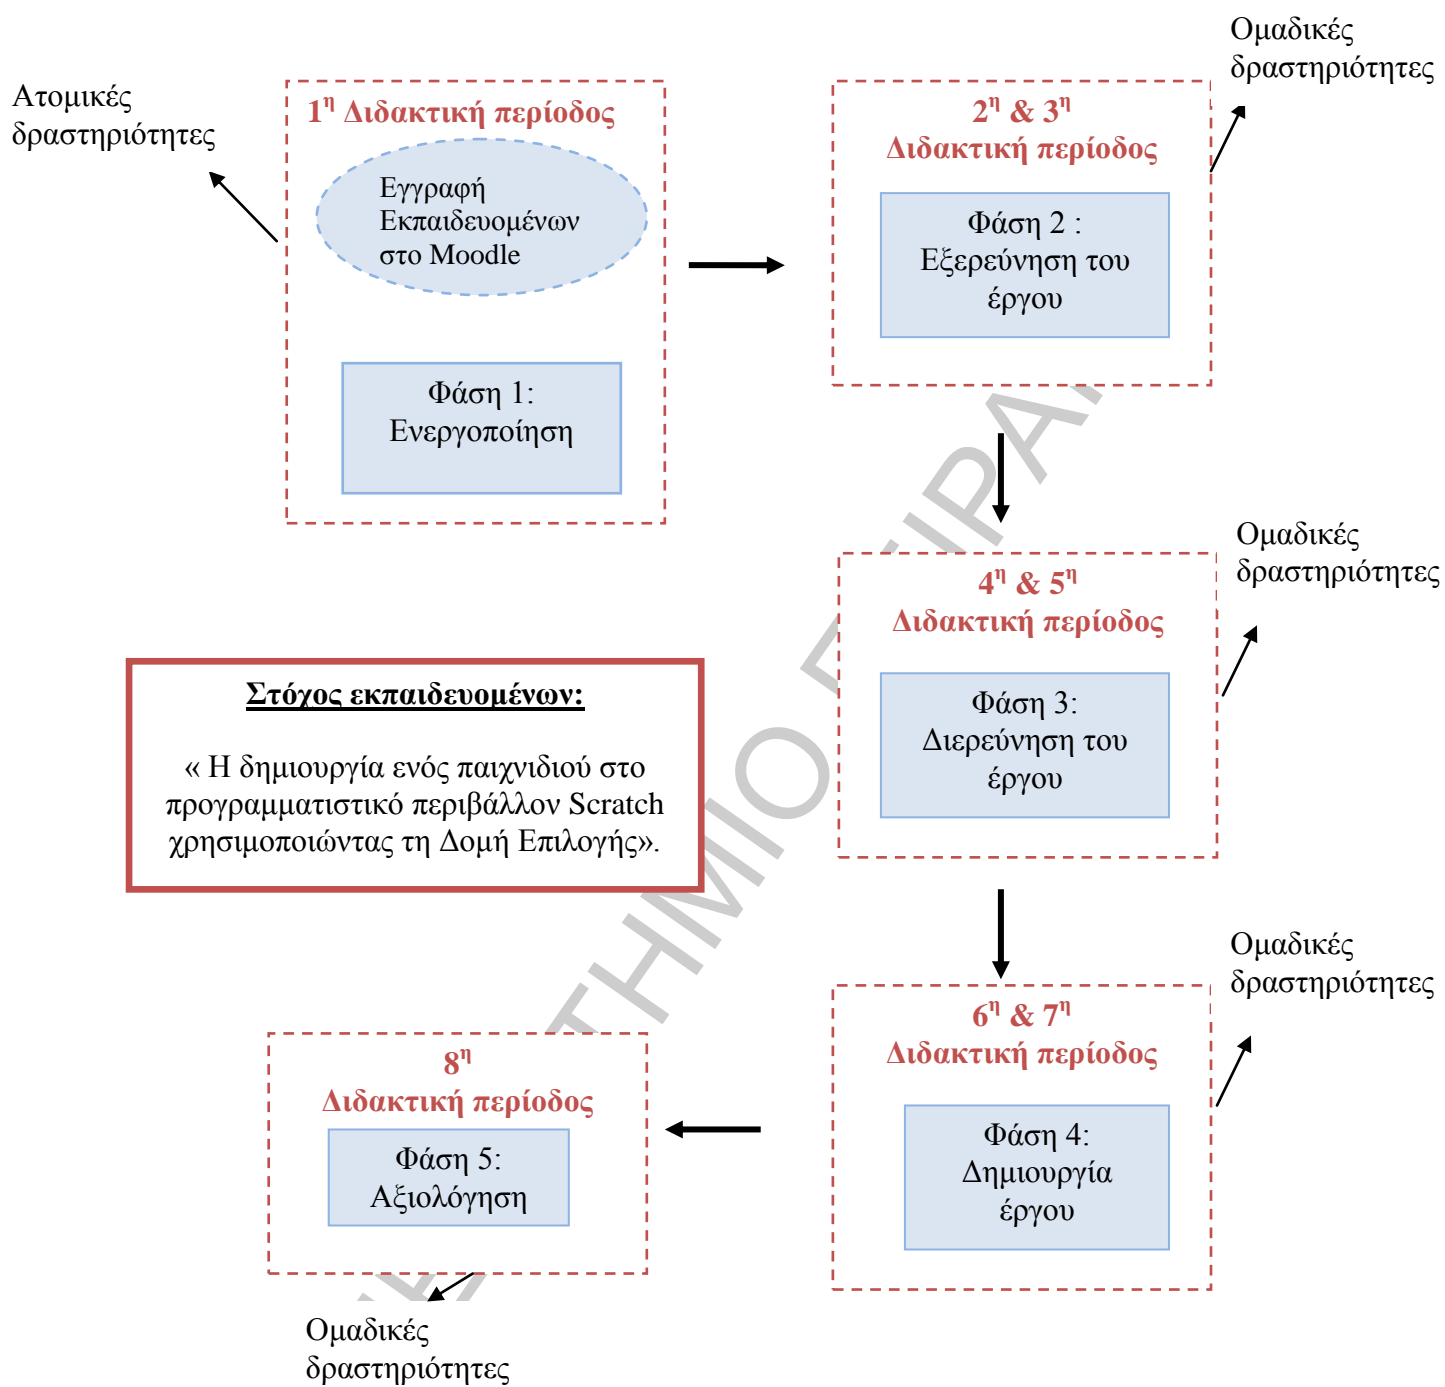 Ατομικές
δραστηριότητες
1η Διδακτική περίοδος
Εγγραφή
Εκπαιδευομένων
στο Moodle
Φάση 1:
Ενεργοποίηση
Ομαδικές
δραστηριότητες
2η & 3η
Διδακτική περίοδος
Φάση 2 :
Εξερεύνηση του
έργου
Ομαδικές
δραστηριότητες
4η & 5η
Διδακτική περίοδος
Φάση 3:
Διερεύνηση του
έργου
Στόχος εκπαιδευομένων:
« Η δημιουργία ενός παιχνιδιού στο
προγραμματιστικό περιβάλλον Scratch
χρησιμοποιώντας τη Δομή Επιλογής».
Ομαδικές
δραστηριότητες
6η & 7η
Διδακτική περίοδος
Φάση 4:
Δημιουργία
έργου
8η
Διδακτική περίοδος
Φάση 5:
Αξιολόγηση
Ομαδικές
δραστηριότητες